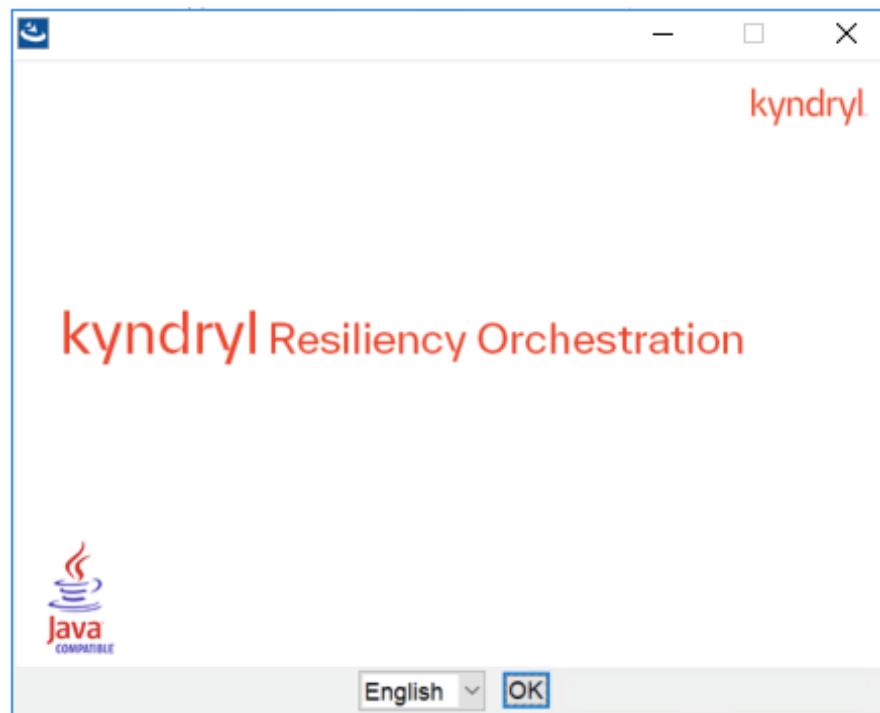 kyndryl
kyndryl Resiliency Orchestration
Java
COMPATIBLE
English OK